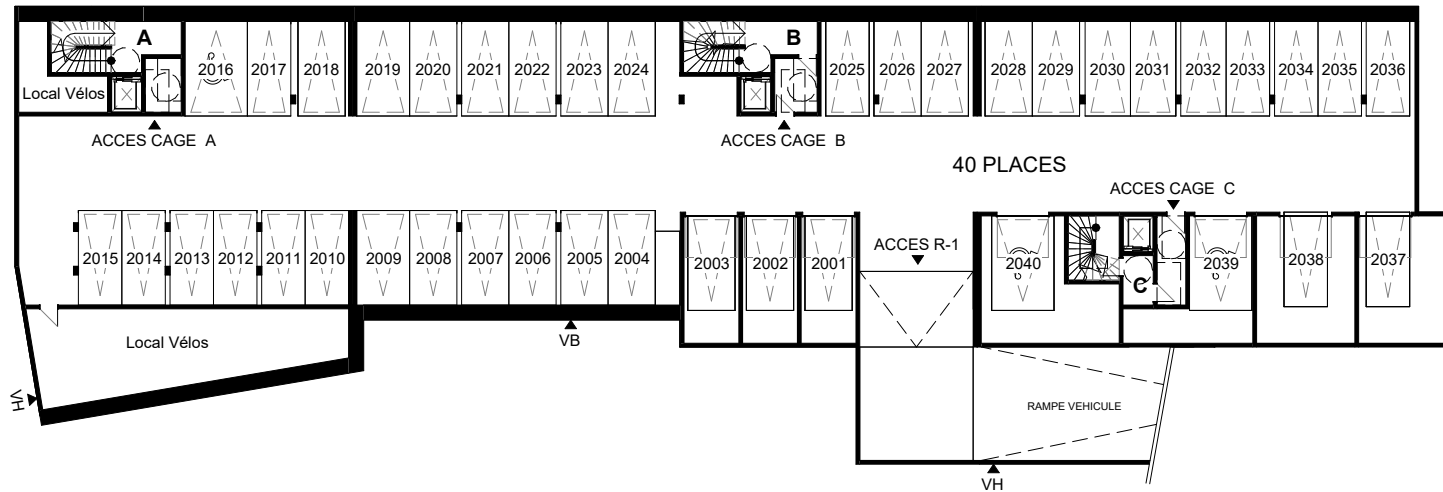 A
B
2016
2017
2018
2019
2020
2021
2022
2023
2024
2025
2026
2027
2028
2029
2030
2031
2032
2033
2034
2035
2036
Local Vélos
ACCES CAGE A
ACCES CAGE B
40 PLACES
ACCES CAGE C
ACCES R-1
2015
2014
2013
2012
2011
2010
2009
2008
2007
2006
2005
2004
2003
2002
2001
2040
C
2039
2038
2037
Local Vélos
VB
VH
RAMPE VEHICULE
VH